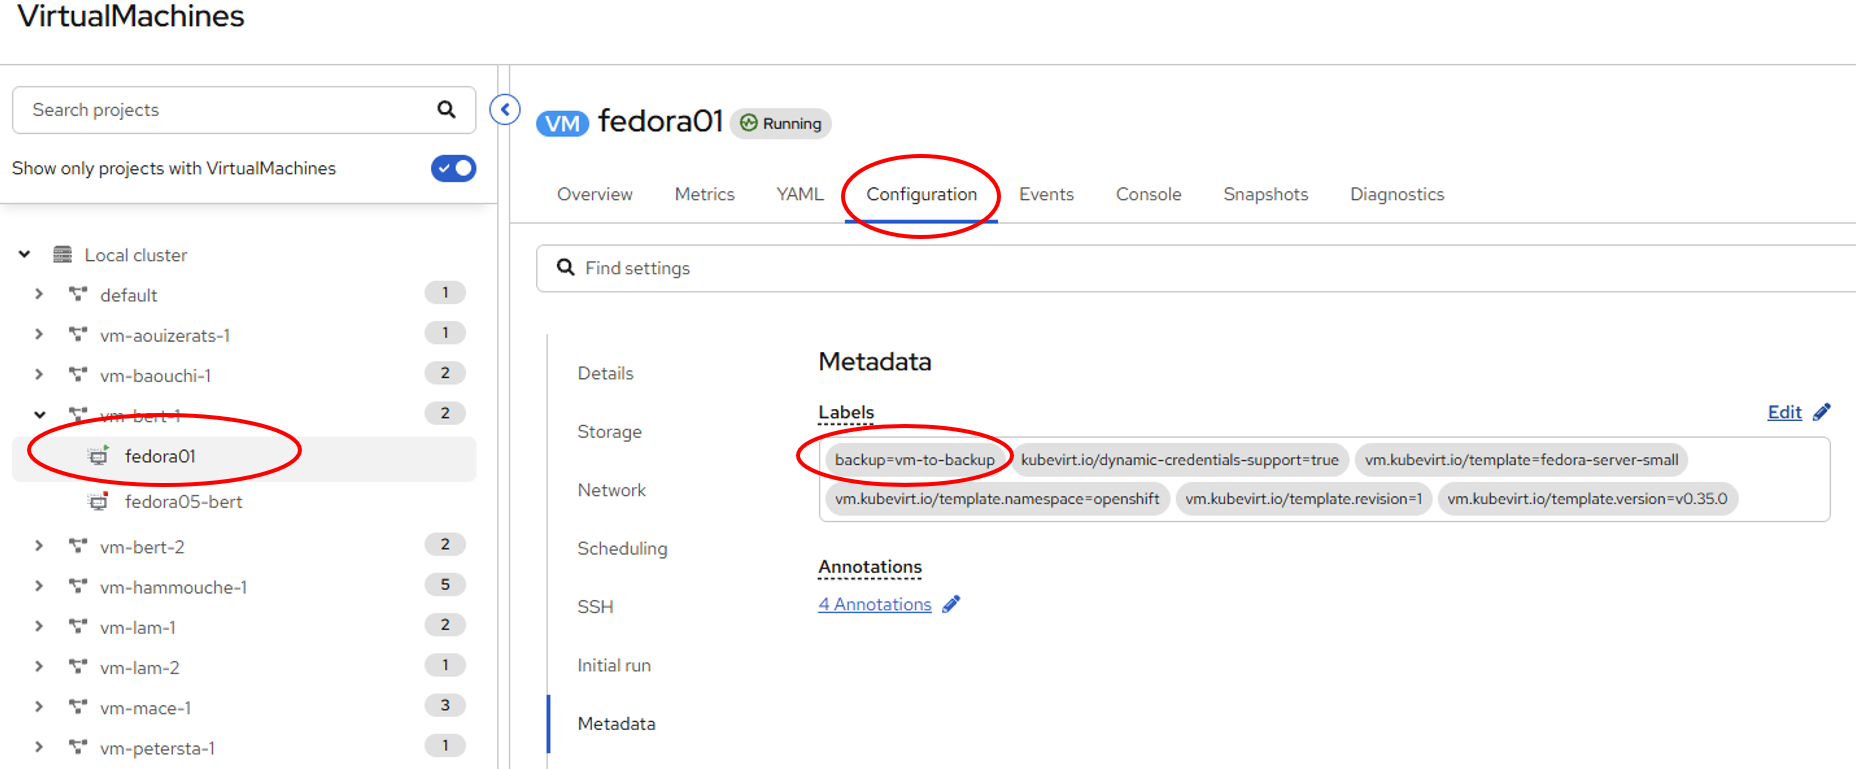 VirtualMachines
Search projects
Show only projects with VirtualMachines
Local cluster
default 1
vm-aouizerats-1 1
vm-baouchi-1 2
vm-bert-1 2
fedora01
fedora05-bert
vm-bert-2 2
vm-hammouche-1 5
vm-lam-1 2
vm-lam-2 1
vm-mace-1 3
vm-petersta-1 1
VM fedora01 Running
Overview Metrics YAML Configuration Events Console Snapshots Diagnostics
Find settings
Details
Storage
Network
Scheduling
SSH
Initial run
Metadata
Metadata
Labels Edit
backup=vm-to-backup kubevirt.io/dynamic-credentials-support=true vm.kubevirt.io/template=fedora-server-small
vm.kubevirt.io/template.namespace=openshift vm.kubevirt.io/template.revision=1 vm.kubevirt.io/template.version=v0.35.0
Annotations
4 Annotations